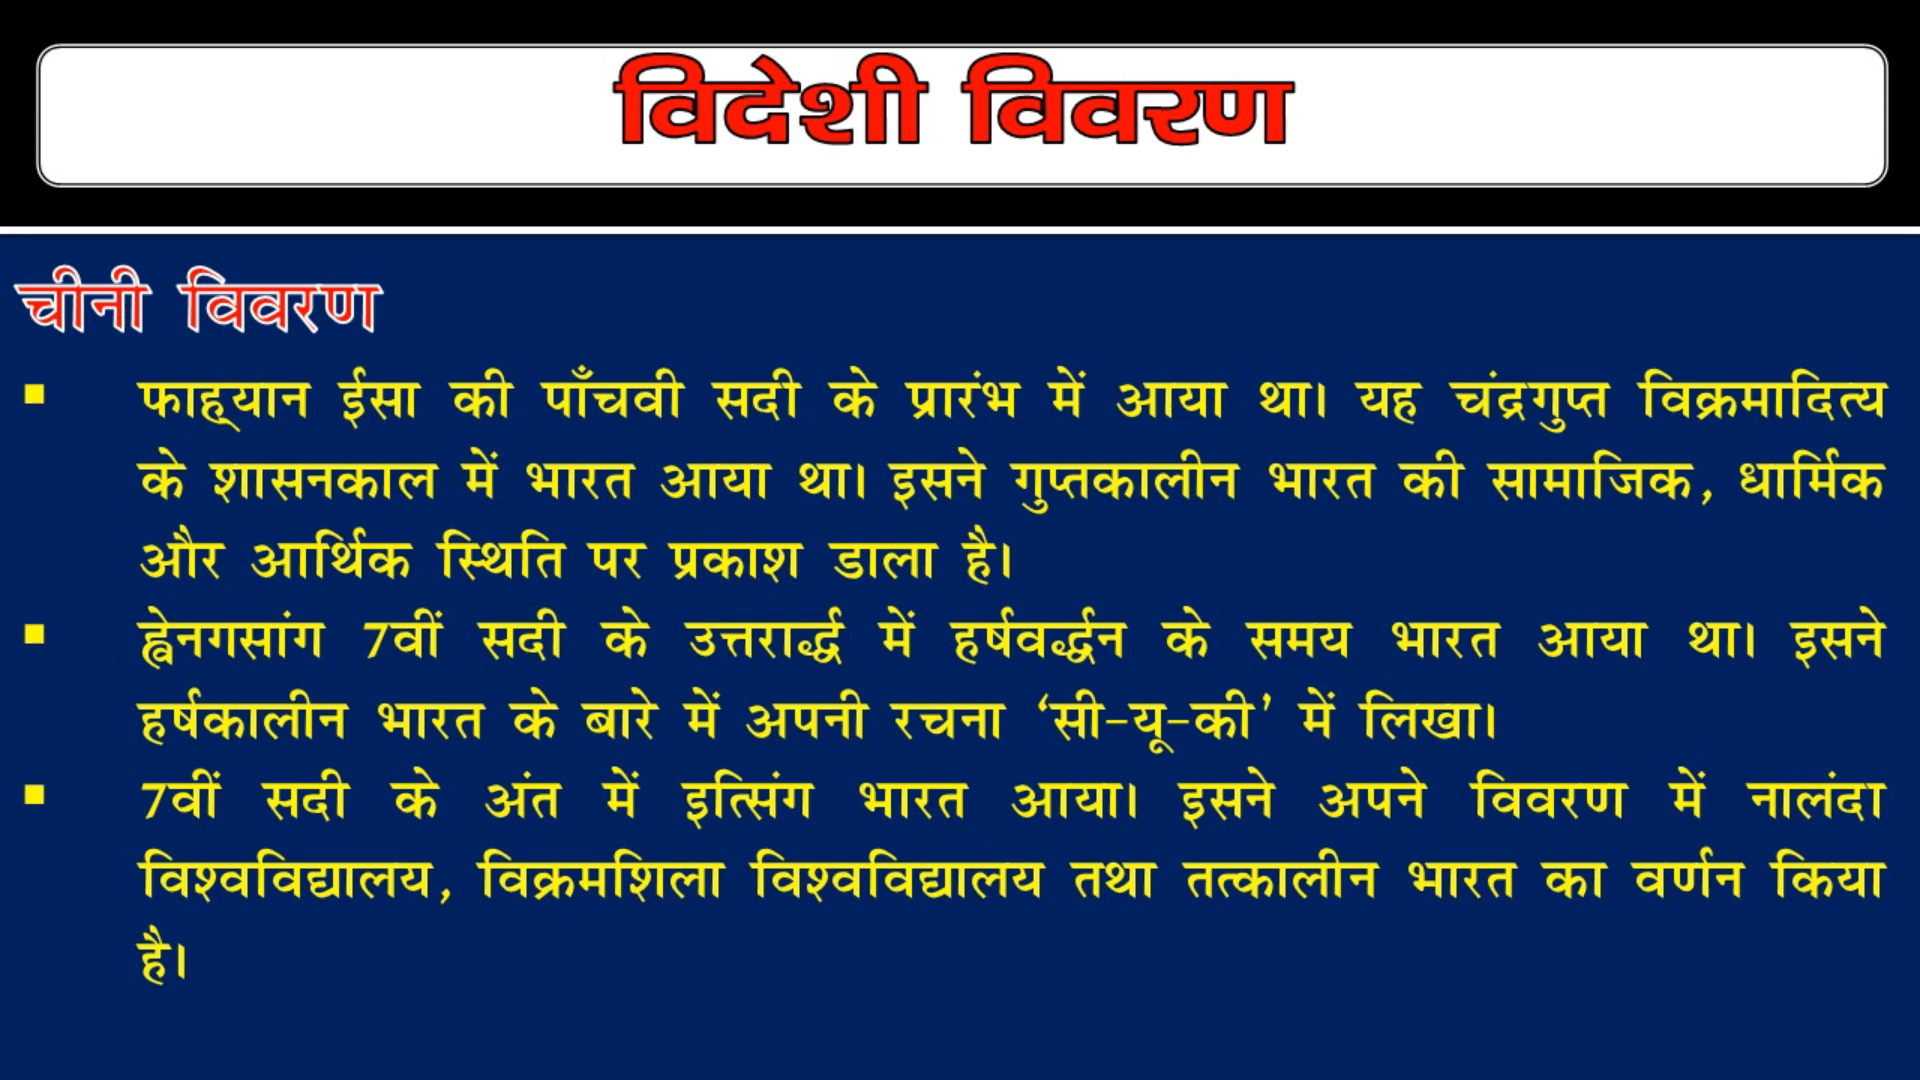 विदेशी विवरण
चीनी विवरण
▪ फाह्यान ईसा की पाँचवी सदी के प्रारंभ में आया था। यह चंद्रगुप्त विक्रमादित्य
के शासनकाल में भारत आया था। इसने गुप्तकालीन भारत की सामाजिक, धार्मिक
और आर्थिक स्थिति पर प्रकाश डाला है।
▪ ह्वेनगसांग 7वीं सदी के उत्तरार्द्ध में हर्षवर्द्धन के समय भारत आया था। इसने
हर्षकालीन भारत के बारे में अपनी रचना ‘सी-यू-की’ में लिखा।
▪ 7वीं सदी के अंत में इत्सिंग भारत आया। इसने अपने विवरण में नालंदा
विश्वविद्यालय, विक्रमशिला विश्वविद्यालय तथा तत्कालीन भारत का वर्णन किया
है।